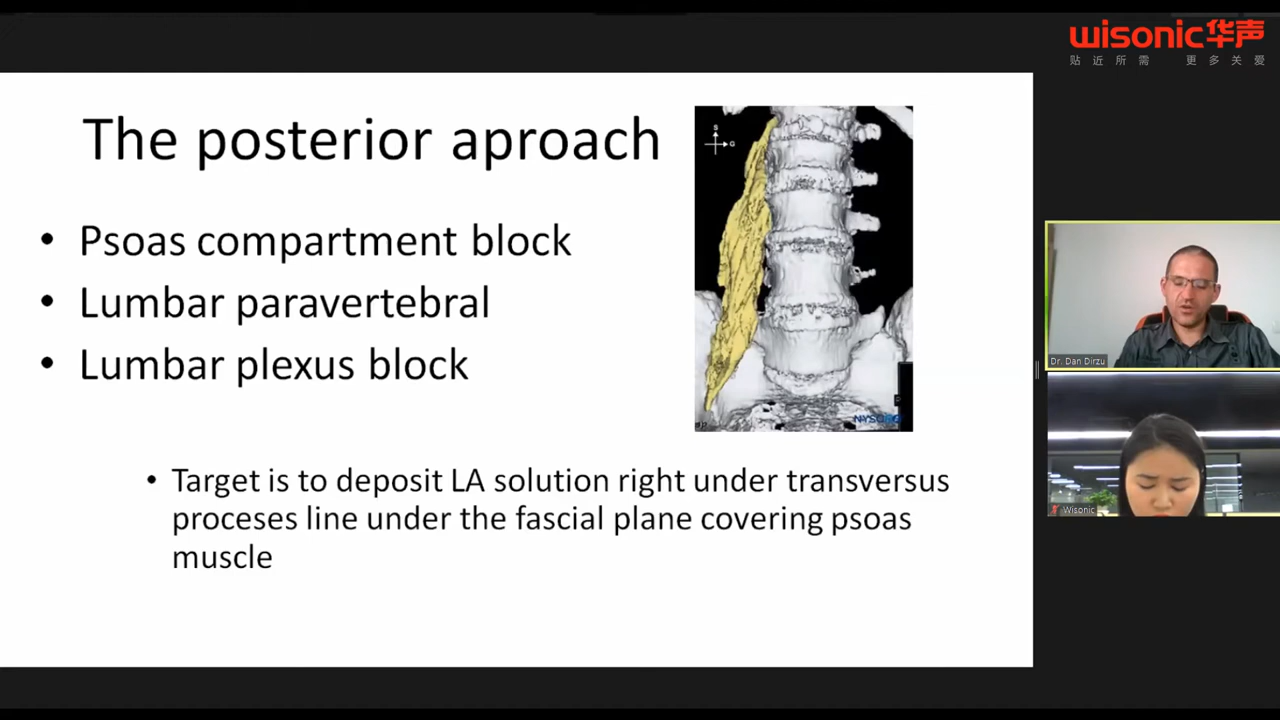 wisonic华声
贴近所需 更多关爱
The posterior aproach
S
G
• Psoas compartment block
• Lumbar paravertebral
• Lumbar plexus block
• Target is to deposit LA solution right under transversus
proceses line under the fascial plane covering psoas
muscle
Dr. Dan Dirzu
Wisonic